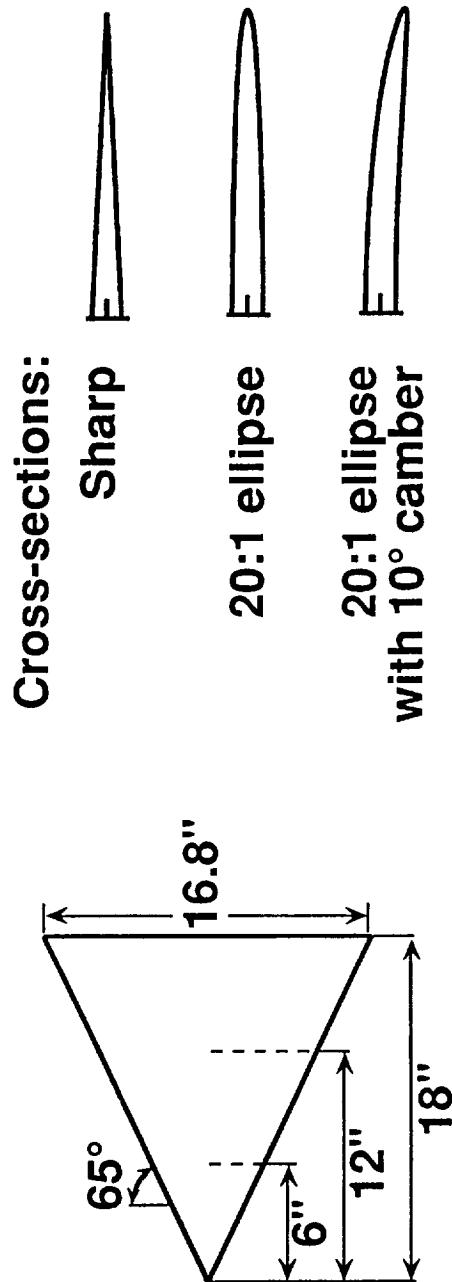 Cross-sections:
Sharp
20:1 ellipse
20:1 ellipse
with 10° camber
65°
16.8"
6"
12"
18"